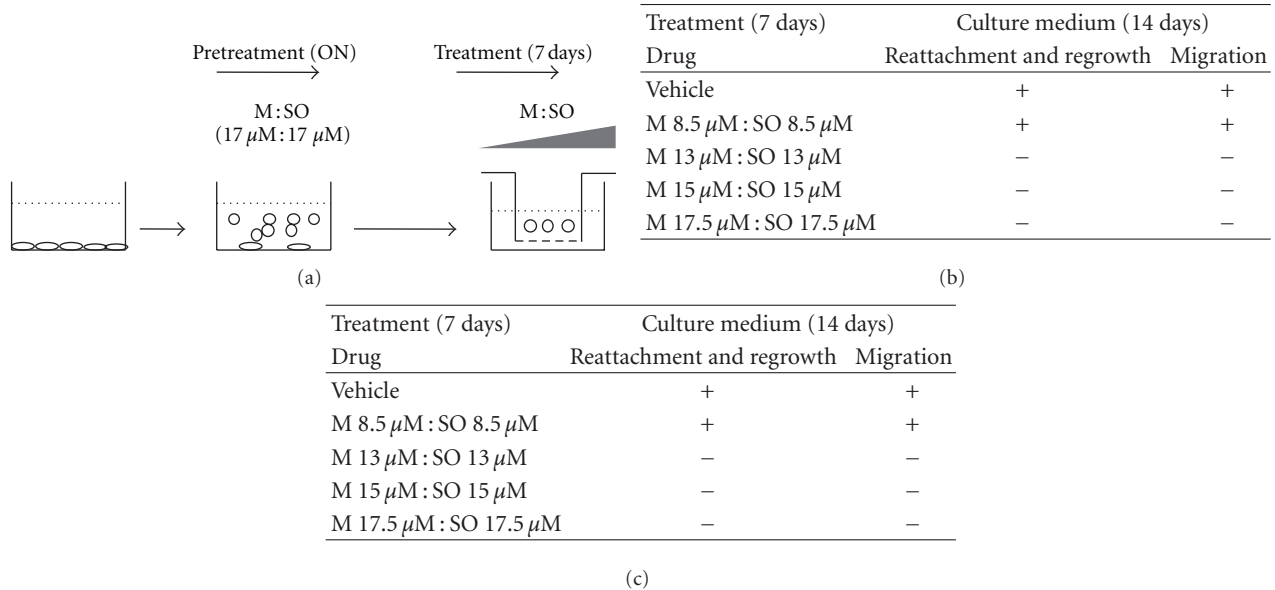 Pretreatment (ON)
M:SO
(17 μM:17 μM)
Treatment (7 days)
M:SO
(a)
Treatment (7 days) Culture medium (14 days)
Drug Reattachment and regrowth Migration
Vehicle + +
M 8.5 μM:SO 8.5 μM + +
M 13 μM:SO 13 μM − −
M 15 μM:SO 15 μM − −
M 17.5 μM:SO 17.5 μM − −
(b)
Treatment (7 days) Culture medium (14 days)
Drug Reattachment and regrowth Migration
Vehicle + +
M 8.5 μM:SO 8.5 μM + +
M 13 μM:SO 13 μM − −
M 15 μM:SO 15 μM − −
M 17.5 μM:SO 17.5 μM − −
(c)